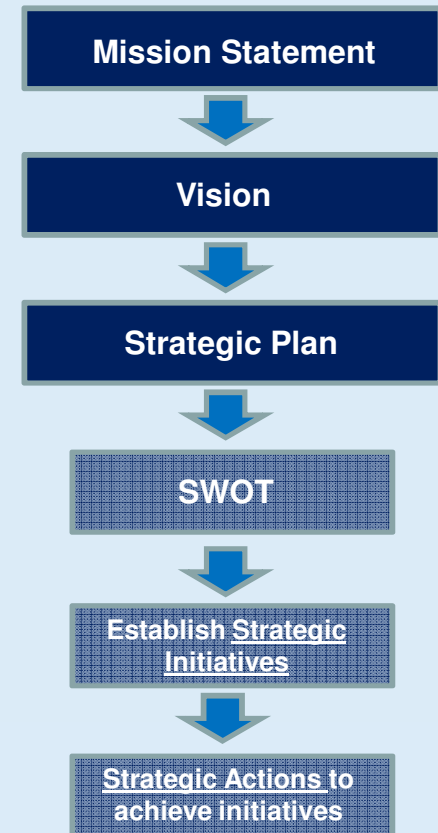 Mission Statement
Vision
Strategic Plan
SWOT
Establish Strategic
Initiatives
Strategic Actions to
achieve initiatives